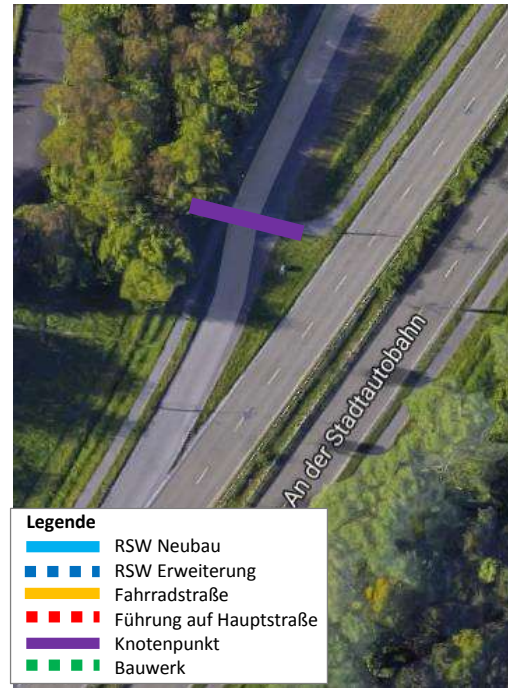 An der Stadtautobahn
Legende
RSW Neubau
RSW Erweiterung
Fahrradstraße
Führung auf Hauptstraße
Knotenpunkt
Bauwerk